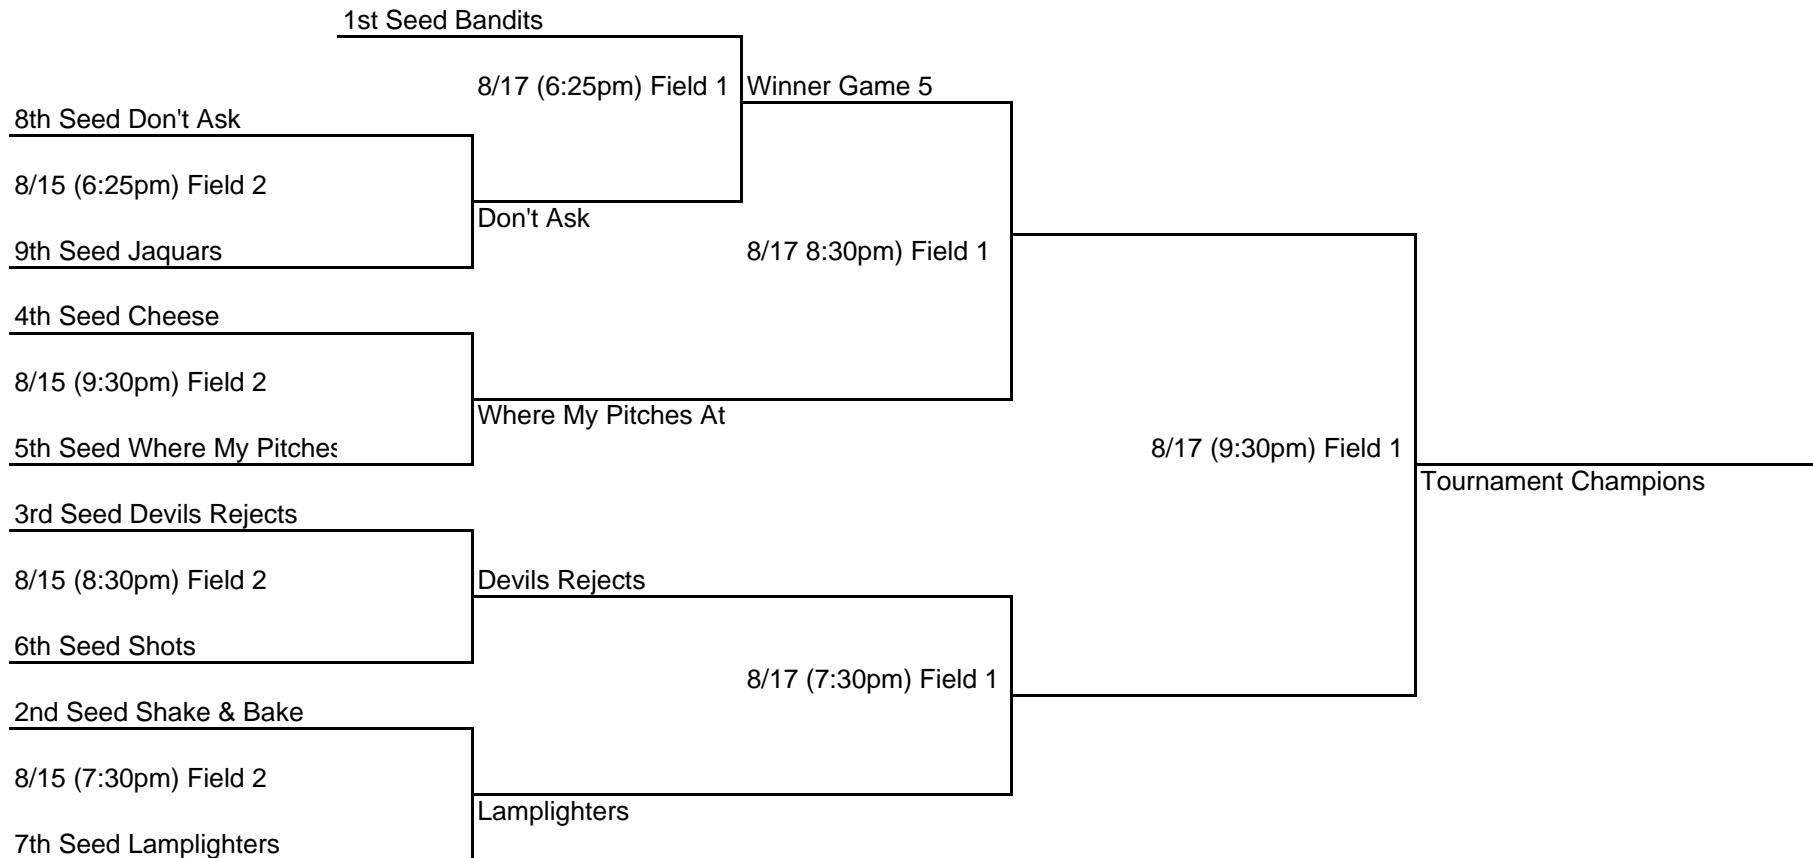 1st Seed Bandits
8/17 (6:25pm) Field 1
Winner Game 5
8th Seed Don't Ask
8/15 (6:25pm) Field 2
Don't Ask
9th Seed Jaquars
8/17 8:30pm) Field 1
4th Seed Cheese
8/15 (9:30pm) Field 2
Where My Pitches At
5th Seed Where My Pitches
8/17 (9:30pm) Field 1
Tournament Champions
3rd Seed Devils Rejects
8/15 (8:30pm) Field 2
Devils Rejects
6th Seed Shots
8/17 (7:30pm) Field 1
2nd Seed Shake & Bake
8/15 (7:30pm) Field 2
Lamplighters
7th Seed Lamplighters